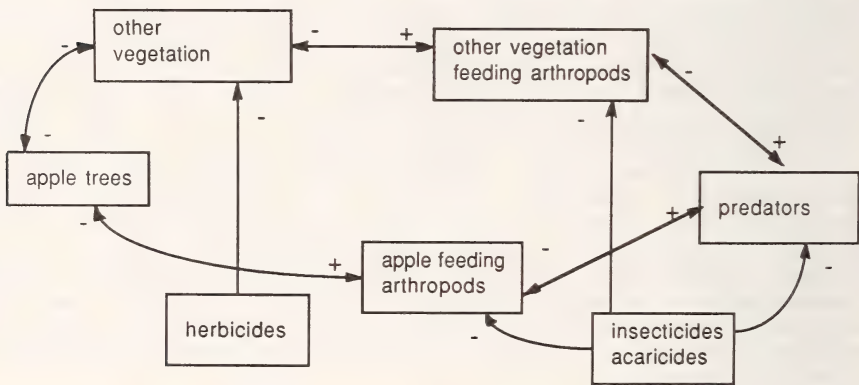 other
vegetation
- +
other vegetation
feeding arthropods
-
-
-
-
-
+
apple trees
predators
-
+
-
+
apple feeding
arthropods
-
-
herbicides
-
insecticides
acaricides